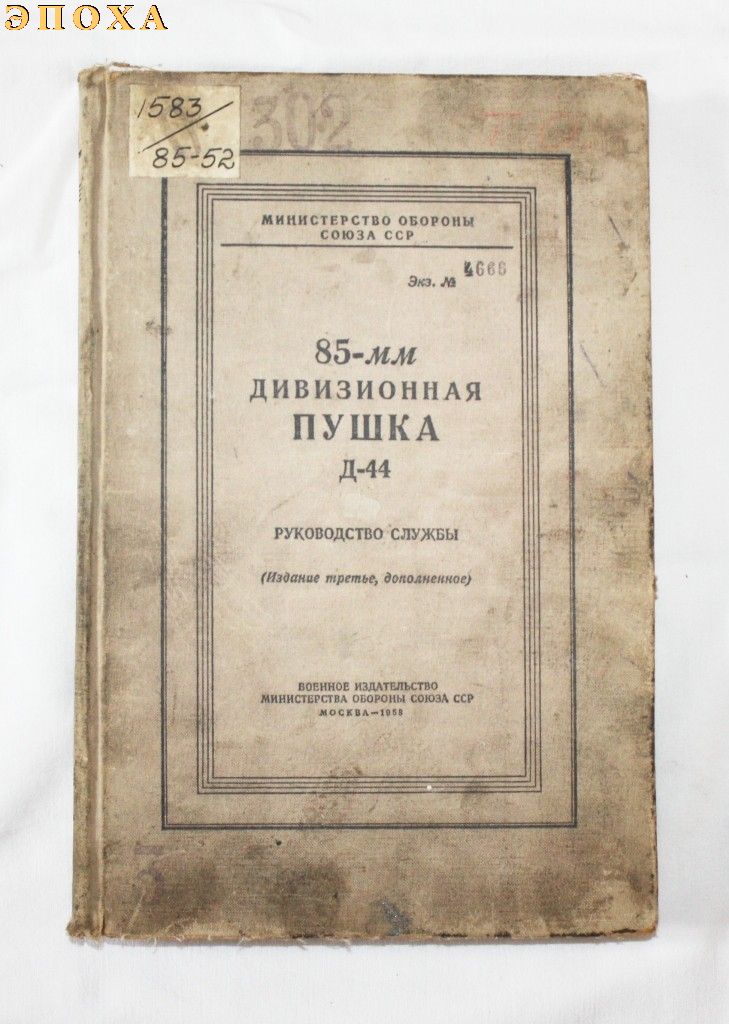 ЭПОХА
1583
85-52
302
МИНИСТЕРСТВО ОБОРОНЫ
СОЮЗА ССР
Экз. № 4666
85-мм
ДИВИЗИОННАЯ
ПУШКА
Д-44
РУКОВОДСТВО СЛУЖБЫ
(Издание третье, дополненное)
ВОЕННОЕ ИЗДАТЕЛЬСТВО
МИНИСТЕРСТВА ОБОРОНЫ СОЮЗА ССР
МОСКВА—1958